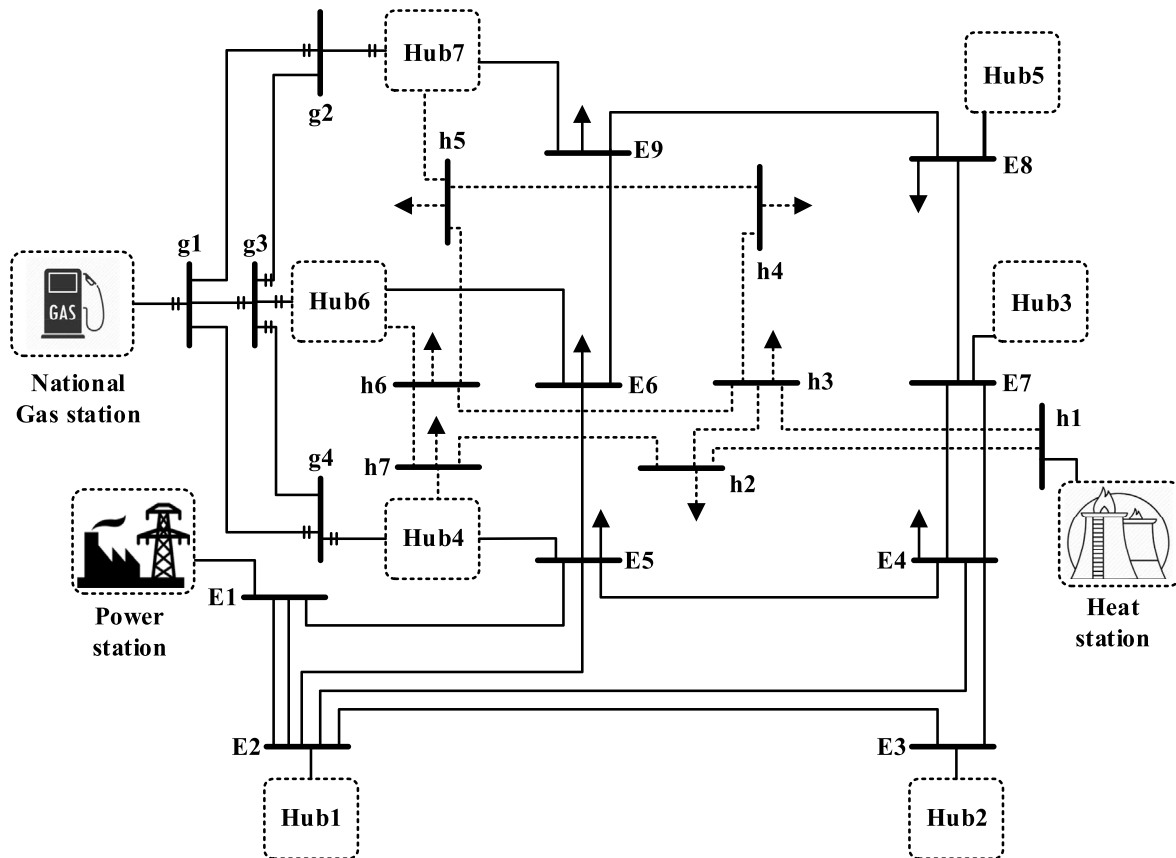 g2
Hub7
h5
E9
Hub5
E8
g1
g3
GAS
Hub6
h4
Hub3
National
Gas station
h6
E6
h3
E7
h1
g4
h7
h2
Hub4
E5
E4
E1
Power
station
Heat
station
E2
E3
Hub1
Hub2